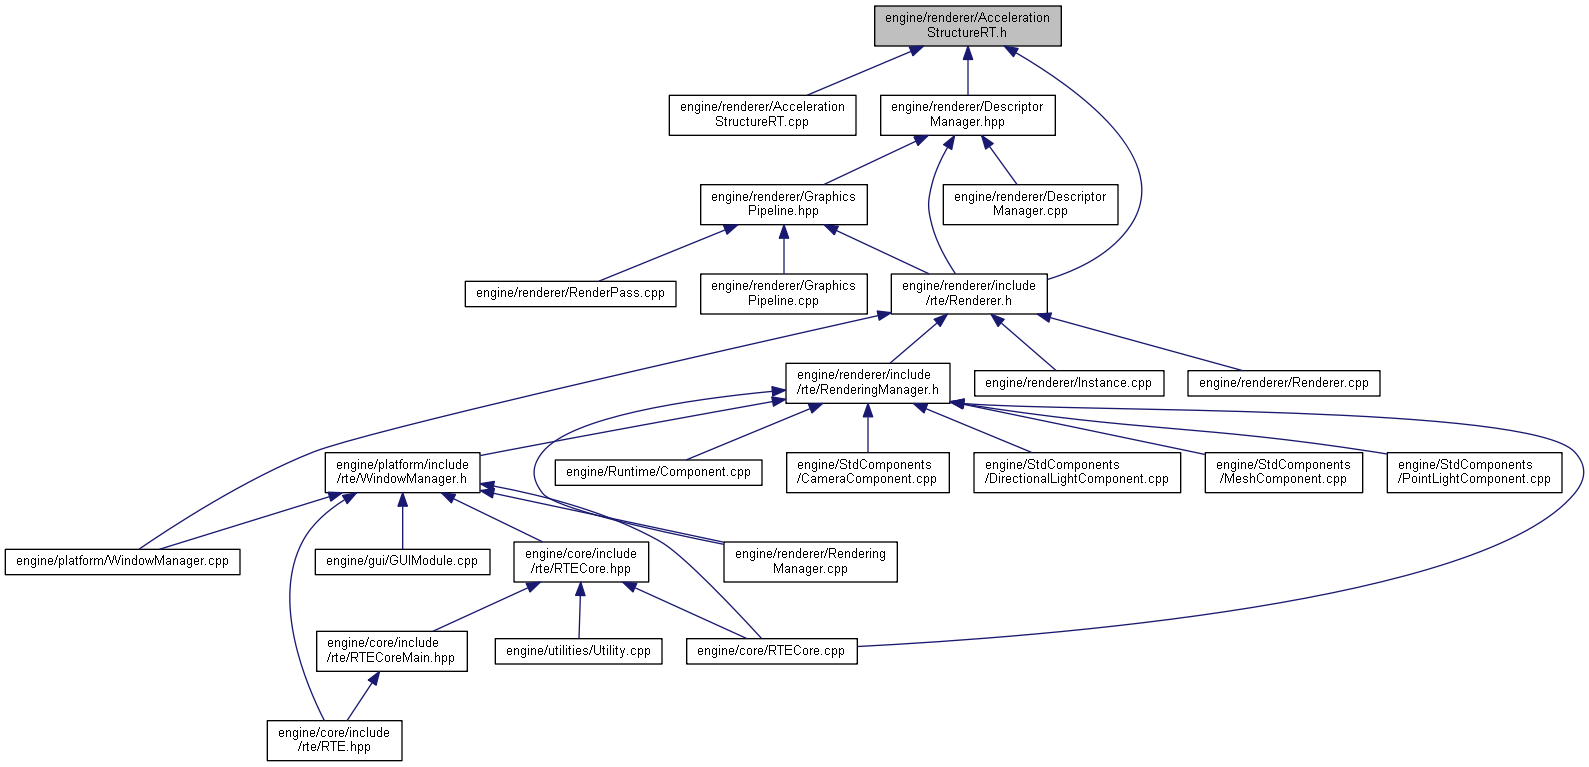 engine/renderer/Acceleration
StructureRT.h
engine/renderer/Acceleration
StructureRT.cpp
engine/renderer/Descriptor
Manager.hpp
engine/renderer/Graphics
Pipeline.hpp
engine/renderer/Descriptor
Manager.cpp
engine/renderer/RenderPass.cpp
engine/renderer/Graphics
Pipeline.cpp
engine/renderer/include
/rte/Renderer.h
engine/renderer/include
/rte/RenderingManager.h
engine/renderer/Instance.cpp
engine/renderer/Renderer.cpp
engine/platform/include
/rte/WindowManager.h
engine/Runtime/Component.cpp
engine/StdComponents
/CameraComponent.cpp
engine/StdComponents
/DirectionalLightComponent.cpp
engine/StdComponents
/MeshComponent.cpp
engine/StdComponents
/PointLightComponent.cpp
engine/platform/WindowManager.cpp
engine/gui/GUIModule.cpp
engine/core/include
/rte/RTECore.hpp
engine/renderer/Rendering
Manager.cpp
engine/core/include
/rte/RTECoreMain.hpp
engine/utilities/Utility.cpp
engine/core/RTECore.cpp
engine/core/include
/rte/RTE.hpp